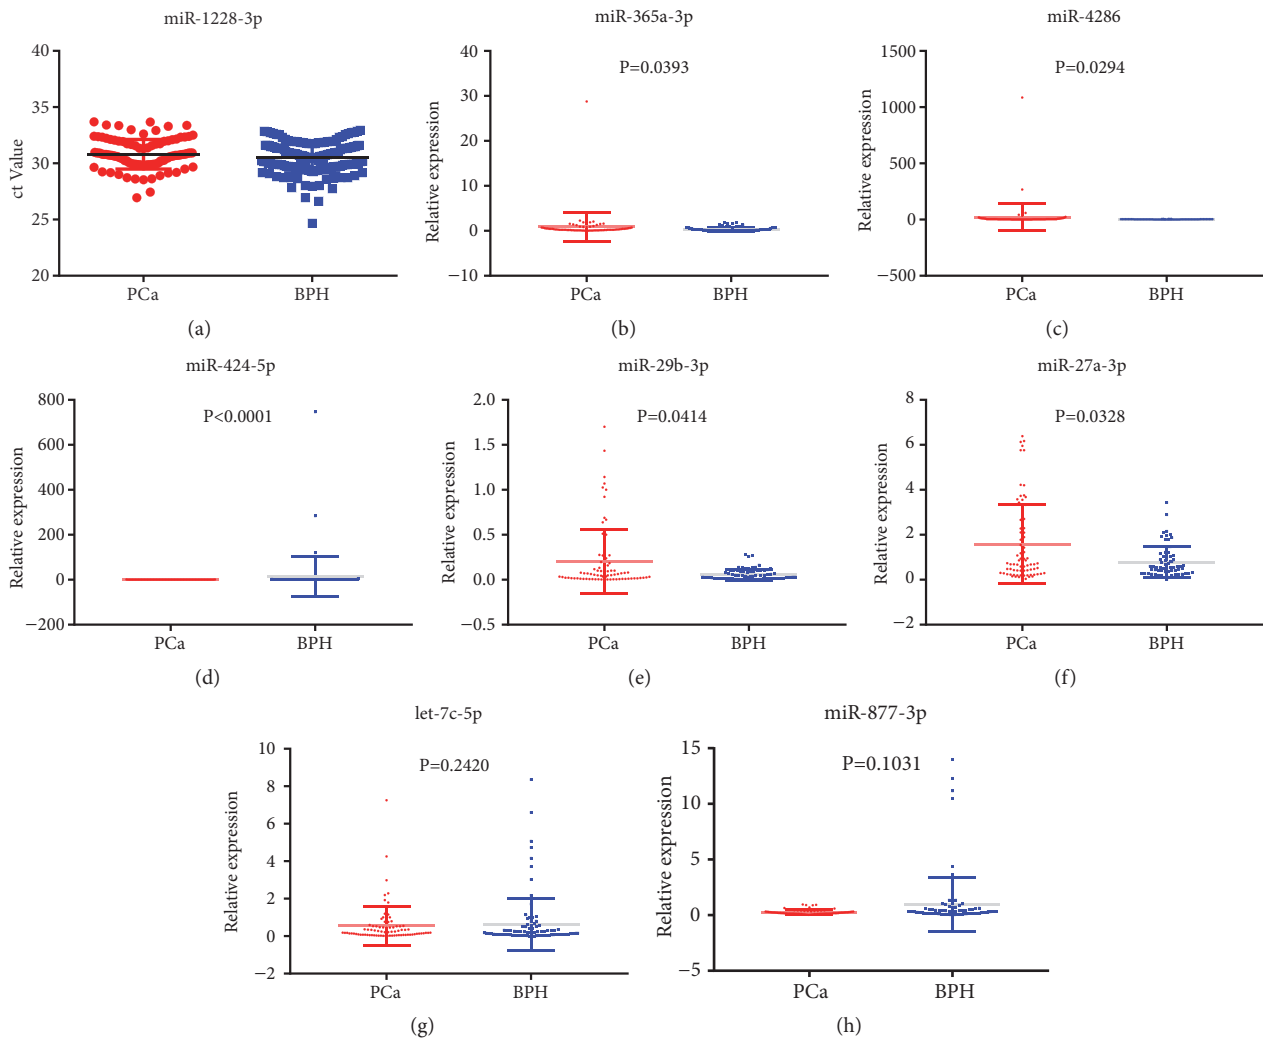 miR-1228-3p
40
35
30
25
20
ct Value
PCa
BPH
(a)
miR-365a-3p
P=0.0393
40
30
20
10
0
−10
Relative expression
PCa
BPH
(b)
miR-4286
P=0.0294
1500
1000
500
0
−500
Relative expression
PCa
BPH
(c)
miR-424-5p
P<0.0001
800
600
400
200
0
−200
Relative expression
PCa
BPH
(d)
miR-29b-3p
P=0.0414
2.0
1.5
1.0
0.5
0.0
−0.5
Relative expression
PCa
BPH
(e)
miR-27a-3p
P=0.0328
8
6
4
2
0
−2
Relative expression
PCa
BPH
(f)
let-7c-5p
P=0.2420
10
8
6
4
2
0
−2
Relative expression
PCa
BPH
(g)
miR-877-3p
P=0.1031
15
10
5
0
−5
Relative expression
PCa
BPH
(h)